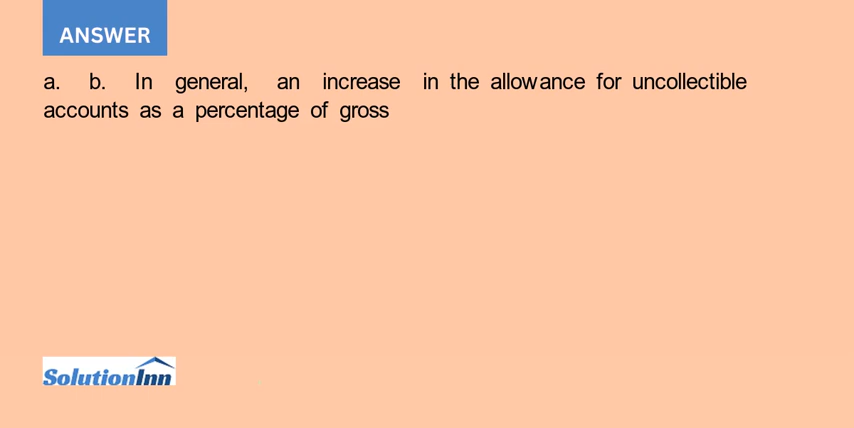 ANSWER
a. b. In general, an increase in the allowance for uncollectible
accounts as a percentage of gross
SolutionInn